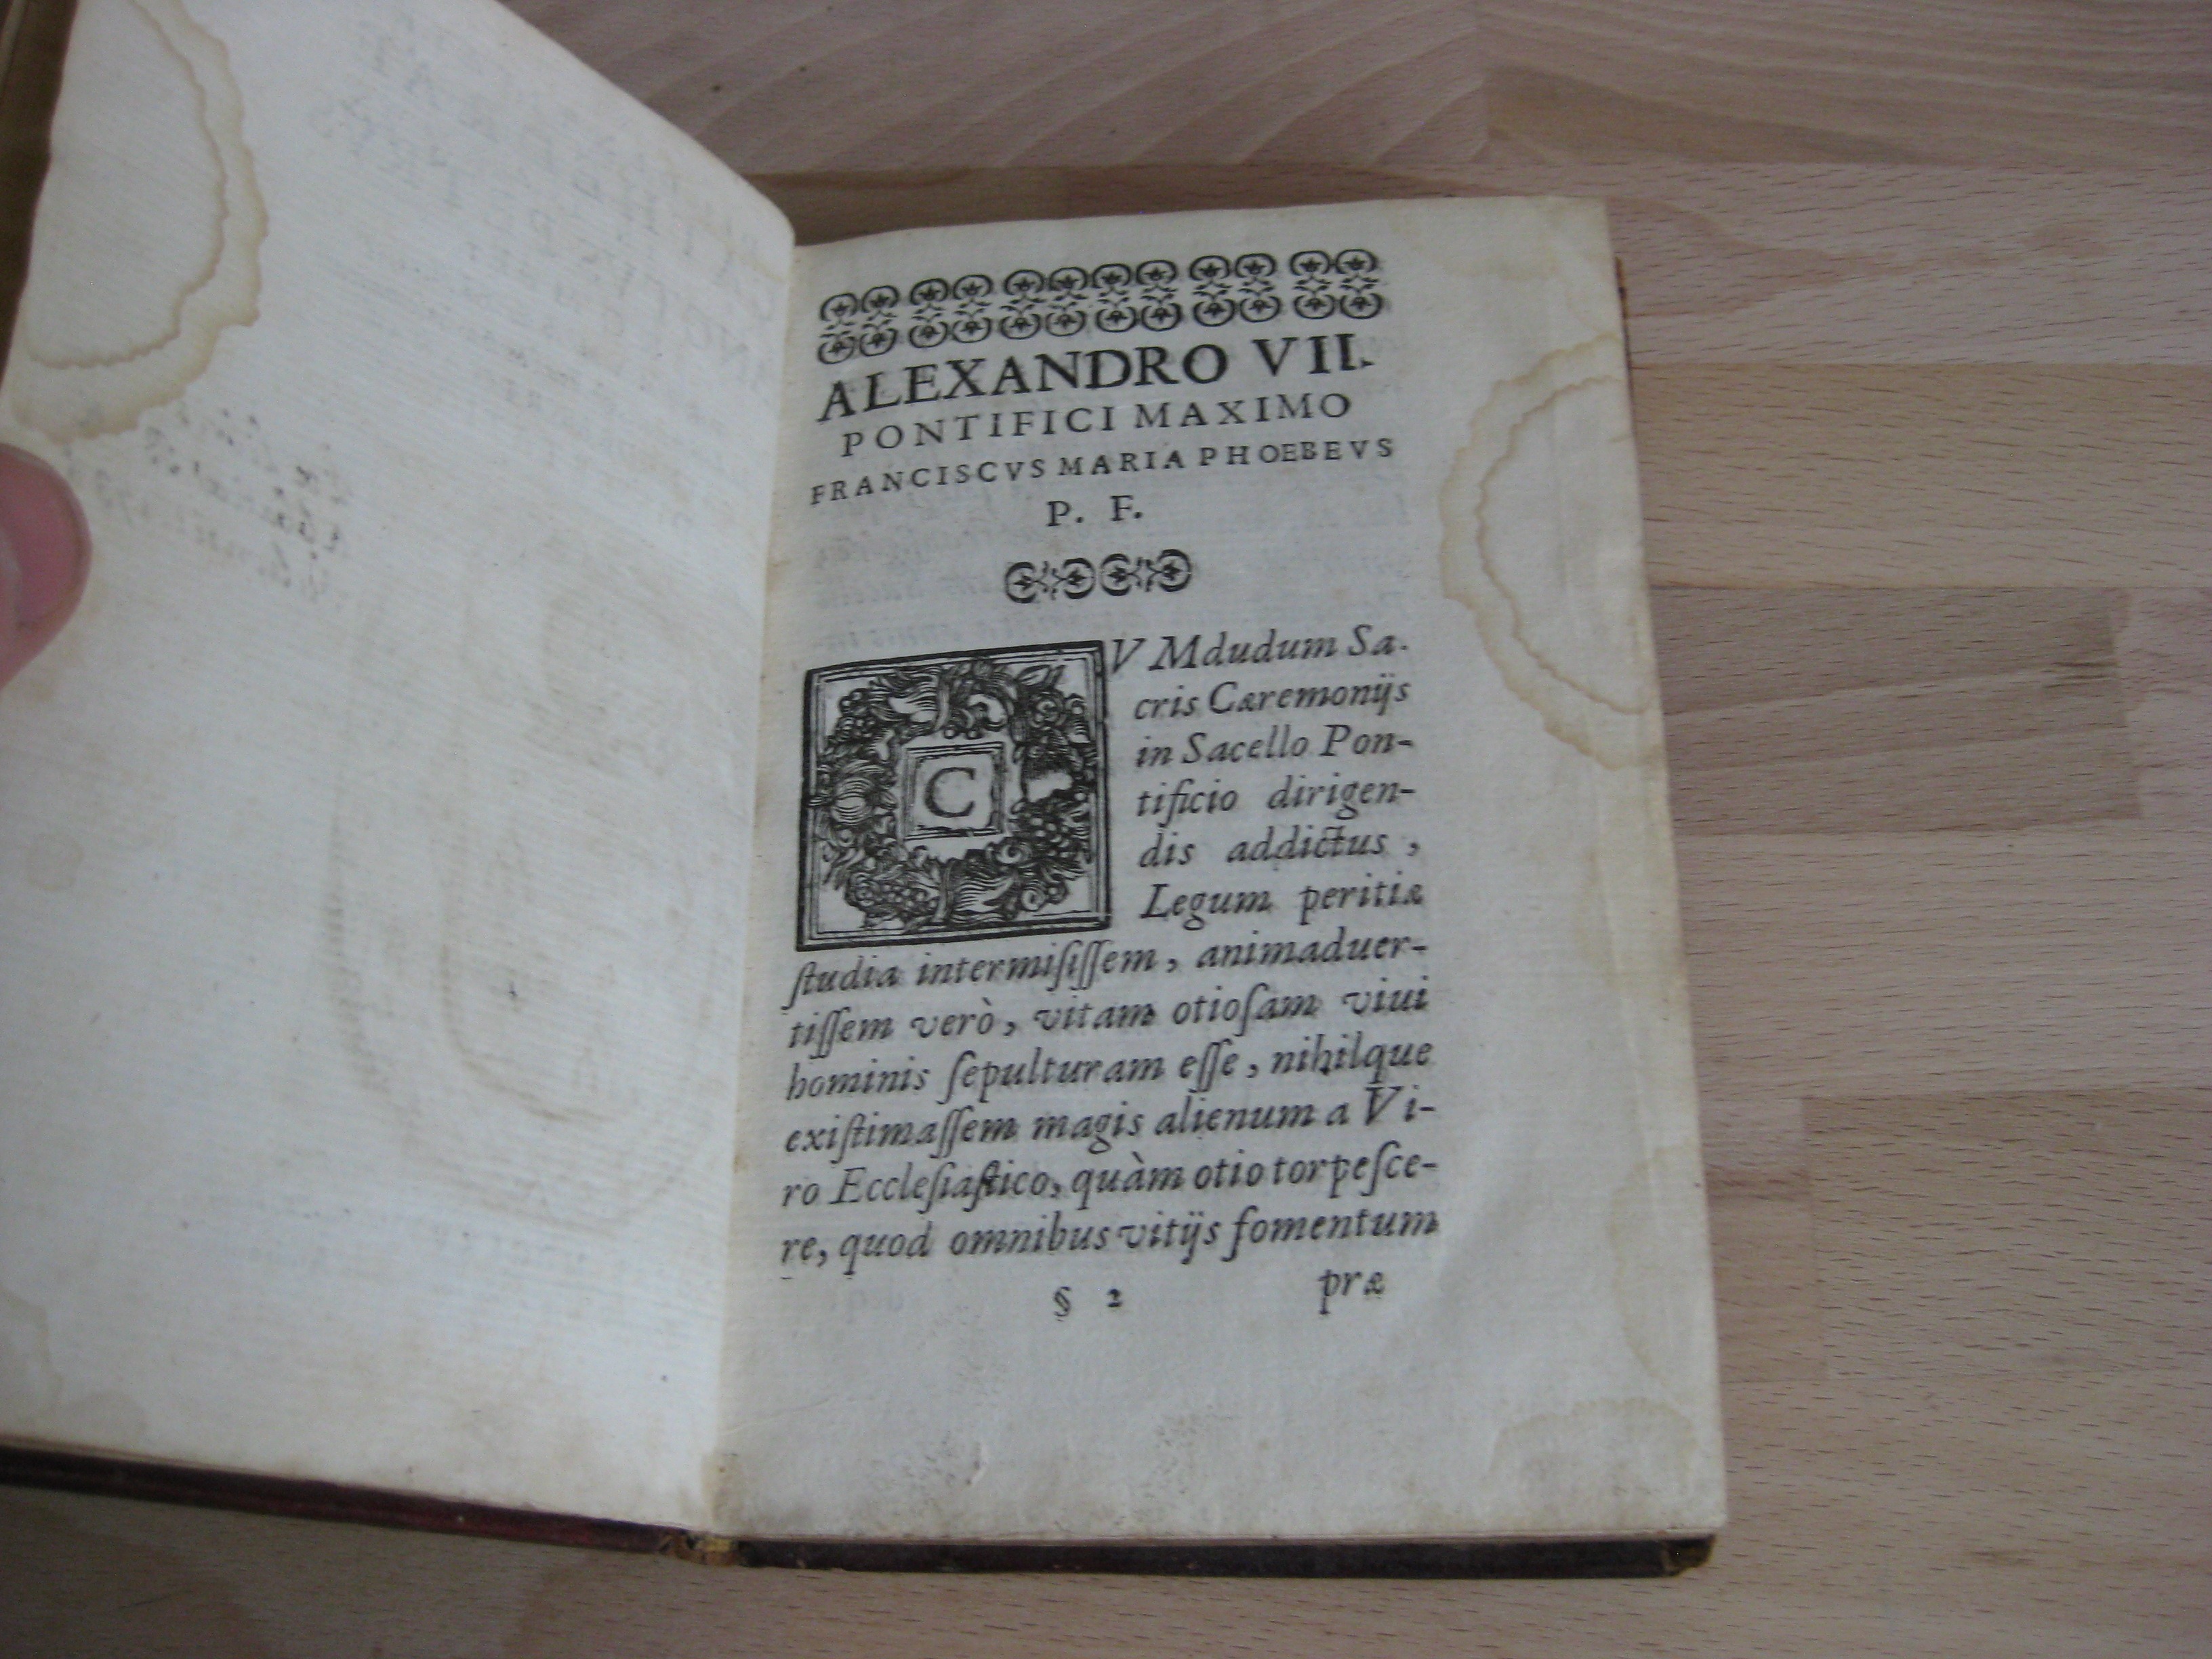 ALEXANDRO VII.
PONTIFICI MAXIMO
FRANCISCVS MARIA PHOEBEVS
P. F.
CV Mdudum Sa-
cris Cæremonijs
in Sacello Pon-
tificio dirigen-
dis addictus,
Legum peritiæ
ſtudia intermiſiſſem, animaduer-
tiſſem verò, vitam otioſam viui
hominis ſepulturam eſſe, nihilque
exiſtimaſſem magis alienum a Vi-
ro Eccleſiaſtico, quàm otio torpeſce-
re, quod omnibus vitijs fomentum
§ 2 præ